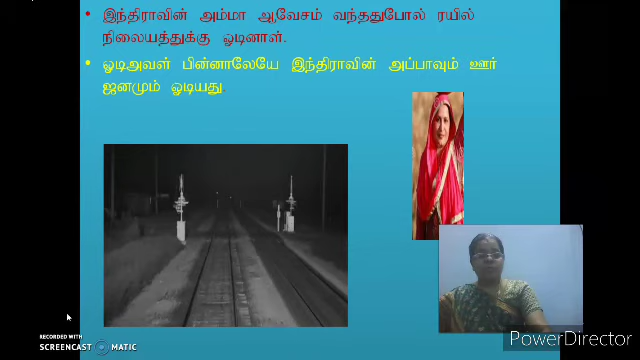 இந்திராவின் அம்மா ஆவேசம் வந்ததுபோல் ரயில்
நிலையத்துக்கு ஓடினாள்.
ஓடிஅவள் பின்னாலேயே இந்திராவின் அப்பாவும் ஊர்
ஜனமும் ஓடியது.
RECORDED WITH
SCREENCAST MATIC
PowerDirector